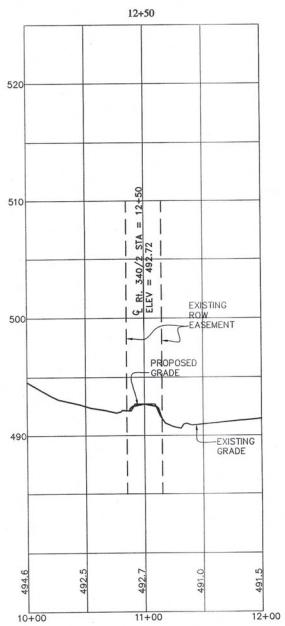 12+50
520
510
℄ Rt. 340/2 STA = 12+50
ELEV = 492.72
500
EXISTING
ROW
EASEMENT
PROPOSED
GRADE
490
EXISTING
GRADE
494.6
492.5
492.7
491.0
491.5
10+00
11+00
12+00